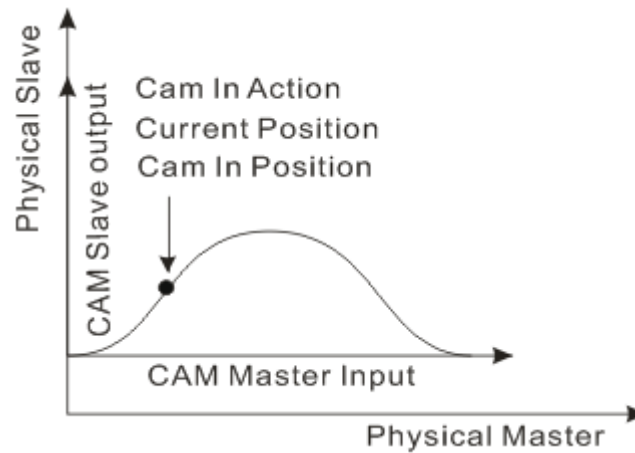 Physical Slave
CAM Slave output
Cam In Action
Current Position
Cam In Position
CAM Master Input
Physical Master